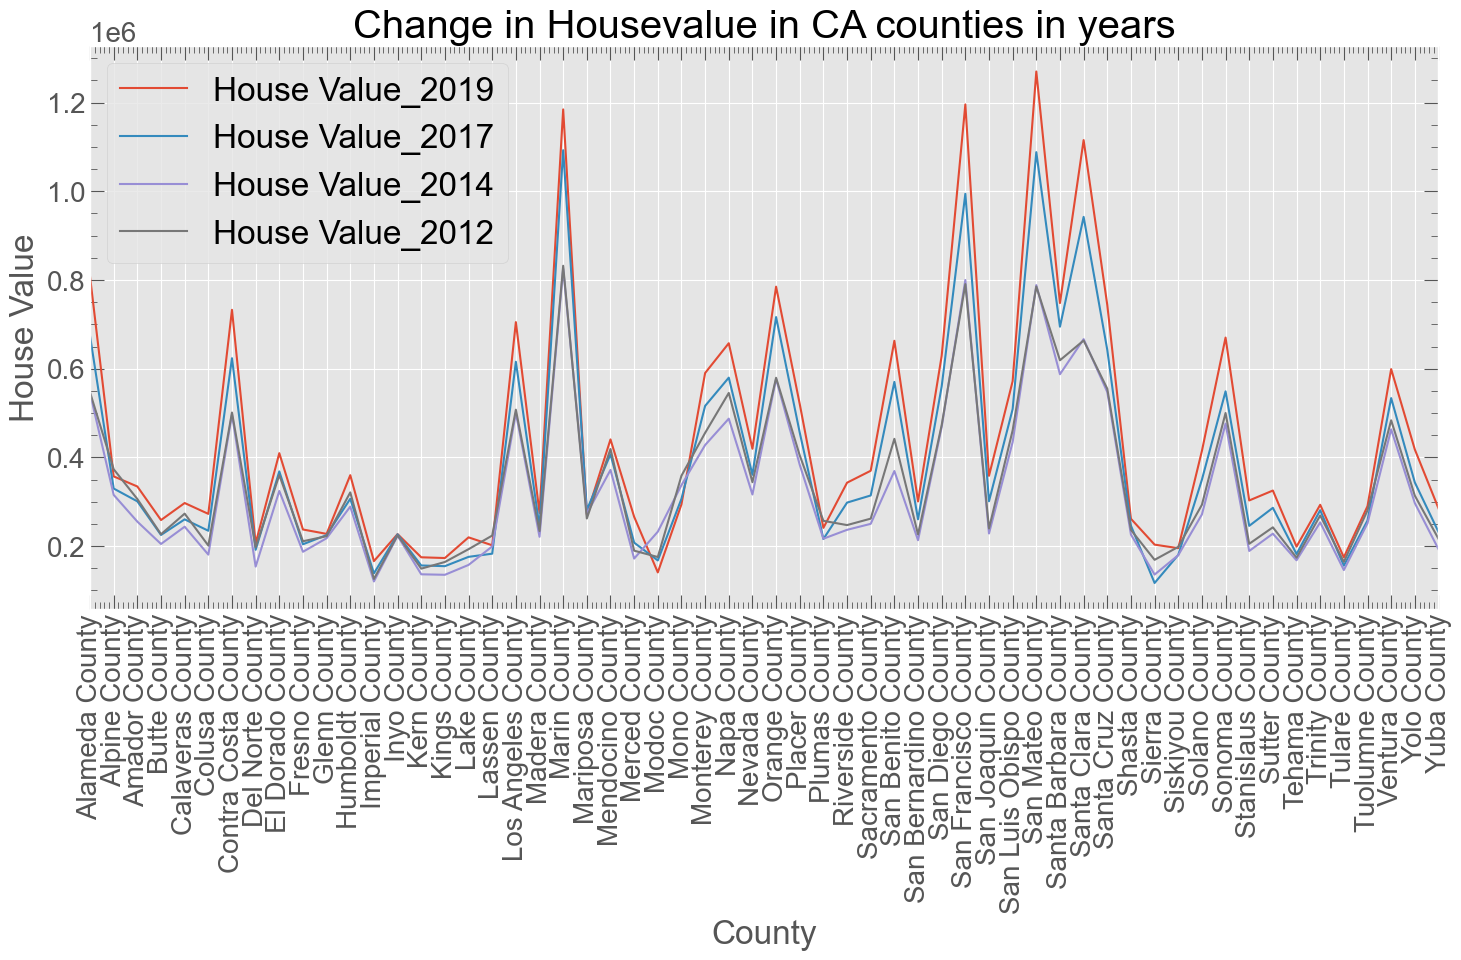 Change in Housevalue in CA counties in years
1e6
House Value_2019
House Value_2017
House Value_2014
House Value_2012
1.2
1.0
0.8
0.6
0.4
0.2
House Value
Alameda County
Alpine County
Amador County
Butte County
Calaveras County
Colusa County
Contra Costa County
Del Norte County
El Dorado County
Fresno County
Glenn County
Humboldt County
Imperial County
Inyo County
Kern County
Kings County
Lake County
Lassen County
Los Angeles County
Madera County
Marin County
Mariposa County
Mendocino County
Merced County
Modoc County
Mono County
Monterey County
Napa County
Nevada County
Orange County
Placer County
Plumas County
Riverside County
Sacramento County
San Benito County
San Bernardino County
San Diego County
San Francisco County
San Joaquin County
San Luis Obispo County
San Mateo County
Santa Barbara County
Santa Clara County
Santa Cruz County
Shasta County
Sierra County
Siskiyou County
Solano County
Sonoma County
Stanislaus County
Sutter County
Tehama County
Trinity County
Tulare County
Tuolumne County
Ventura County
Yolo County
Yuba County
County